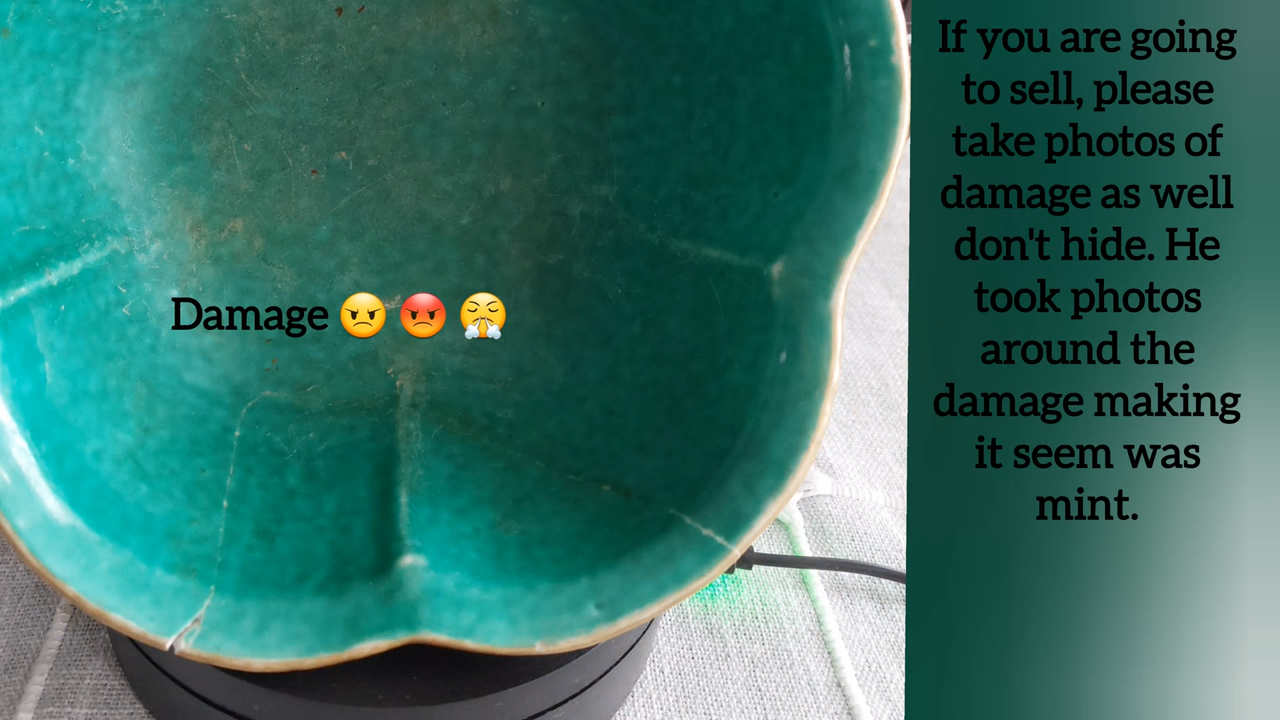 Damage 😠 😡 😤
If you are going
to sell, please
take photos of
damage as well
don't hide. He
took photos
around the
damage making
it seem was
mint.